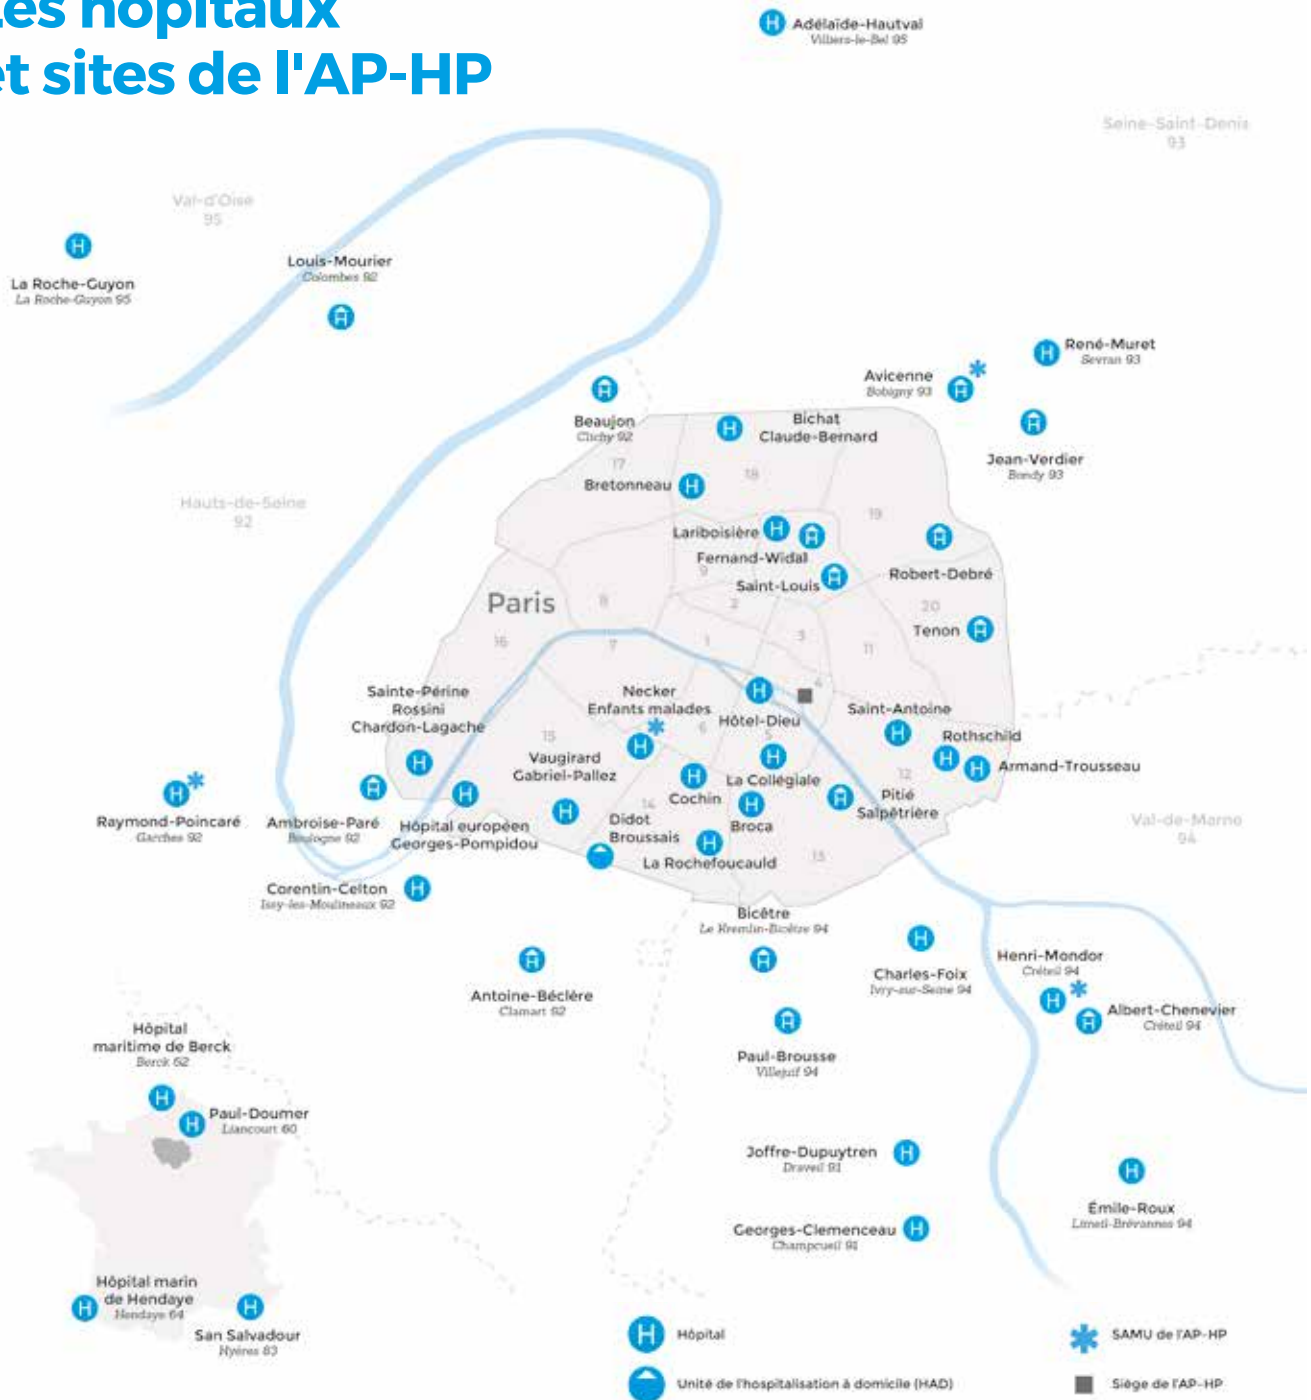 Les hôpitaux
et sites de l'AP-HP
Adélaïde-Hautval
Villiers-le-Bel 95
Seine-Saint-Denis
93
Val-d'Oise
95
La Roche-Guyon
La Roche-Guyon 95
Louis-Mourier
Colombes 92
René-Muret
Sevran 93
Avicenne
Bobigny 93
Jean-Verdier
Bondy 93
Beaujon
Clichy 92
Bichat
Claude-Bernard
17
18
Bretonneau
Hauts-de-Seine
92
19
Lariboisière
Fernand-Widal
9
Saint-Louis
Robert-Debré
Paris
8
2
20
3
Tenon
16
7
1
11
4
Sainte-Périne
Rossini
Chardon-Lagache
Necker
Enfants malades
Hôtel-Dieu
Saint-Antoine
15
6
5
Rothschild
Vaugirard
Gabriel-Pallez
La Collégiale
12
Armand-Trousseau
Cochin
14
Pitié
Salpêtrière
Raymond-Poincaré
Garches 92
Ambroise-Paré
Boulogne 92
Hôpital européen
Georges-Pompidou
Didot
Broussais
Broca
La Rochefoucauld
13
Val-de-Marne
94
Corentin-Celton
Issy-les-Moulineaux 92
Bicêtre
Le Kremlin-Bicêtre 94
Charles-Foix
Ivry-sur-Seine 94
Henri-Mondor
Créteil 94
Albert-Chenevier
Créteil 94
Antoine-Béclère
Clamart 92
Paul-Brousse
Villejuif 94
Hôpital
maritime de Berck
Berck 62
Paul-Doumer
Liancourt 60
Joffre-Dupuytren
Draveil 91
Georges-Clemenceau
Champcueil 91
Émile-Roux
Limeil-Brévannes 94
Hôpital marin
de Hendaye
Hendaye 64
San Salvadour
Hyères 83
H Hôpital
SAMU de l'AP-HP
Unité de l'hospitalisation à domicile (HAD)
Siège de l'AP-HP